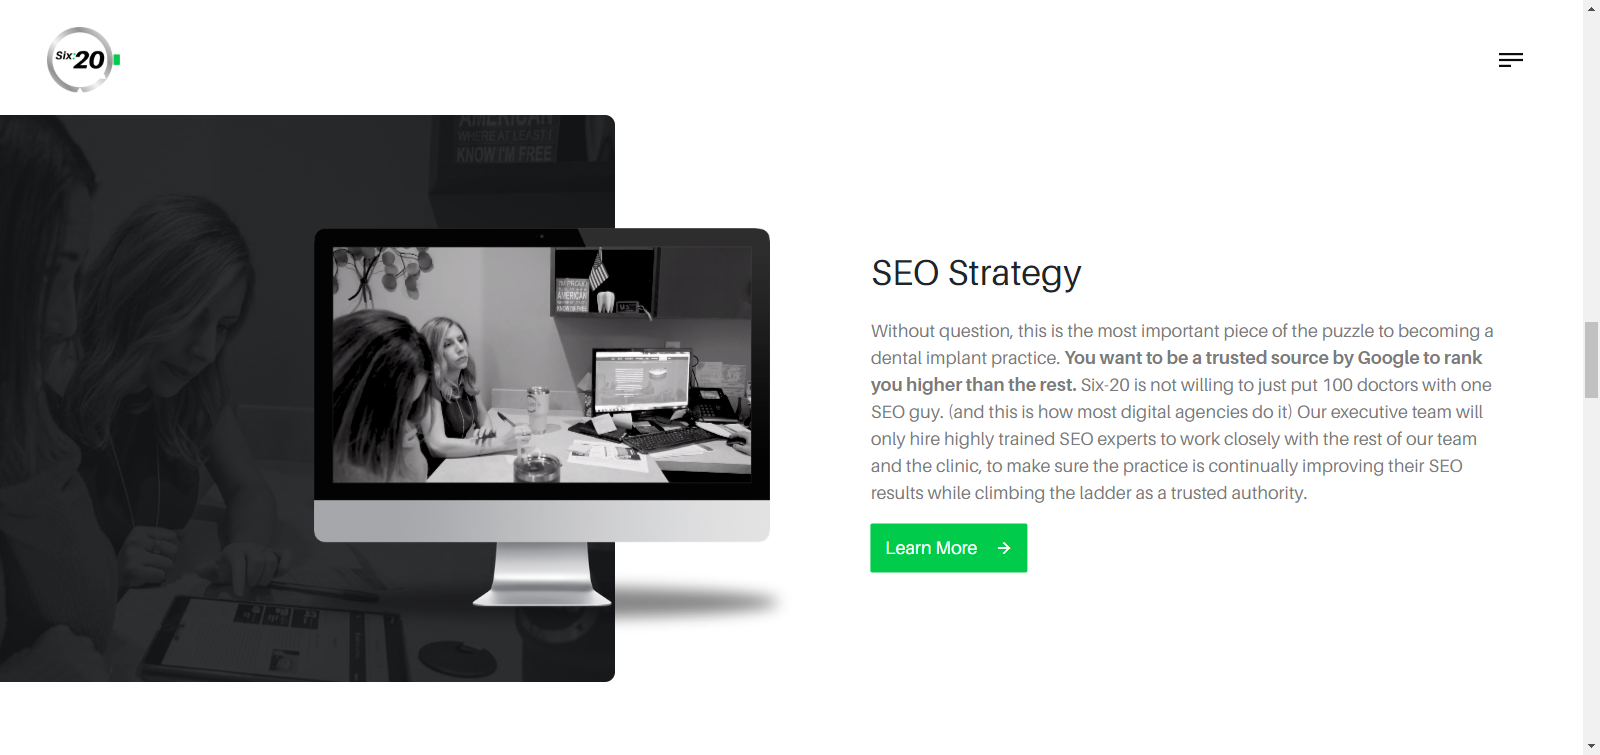 Six:20
AMERICAN
WHERE AT LEAST I
KNOW I'M FREE
I'M PROUD
AMERICAN
KNOW I'M FREE
SEO Strategy
Without question, this is the most important piece of the puzzle to becoming a
dental implant practice. You want to be a trusted source by Google to rank
you higher than the rest. Six-20 is not willing to just put 100 doctors with one
SEO guy. (and this is how most digital agencies do it) Our executive team will
only hire highly trained SEO experts to work closely with the rest of our team
and the clinic, to make sure the practice is continually improving their SEO
results while climbing the ladder as a trusted authority.
Learn More